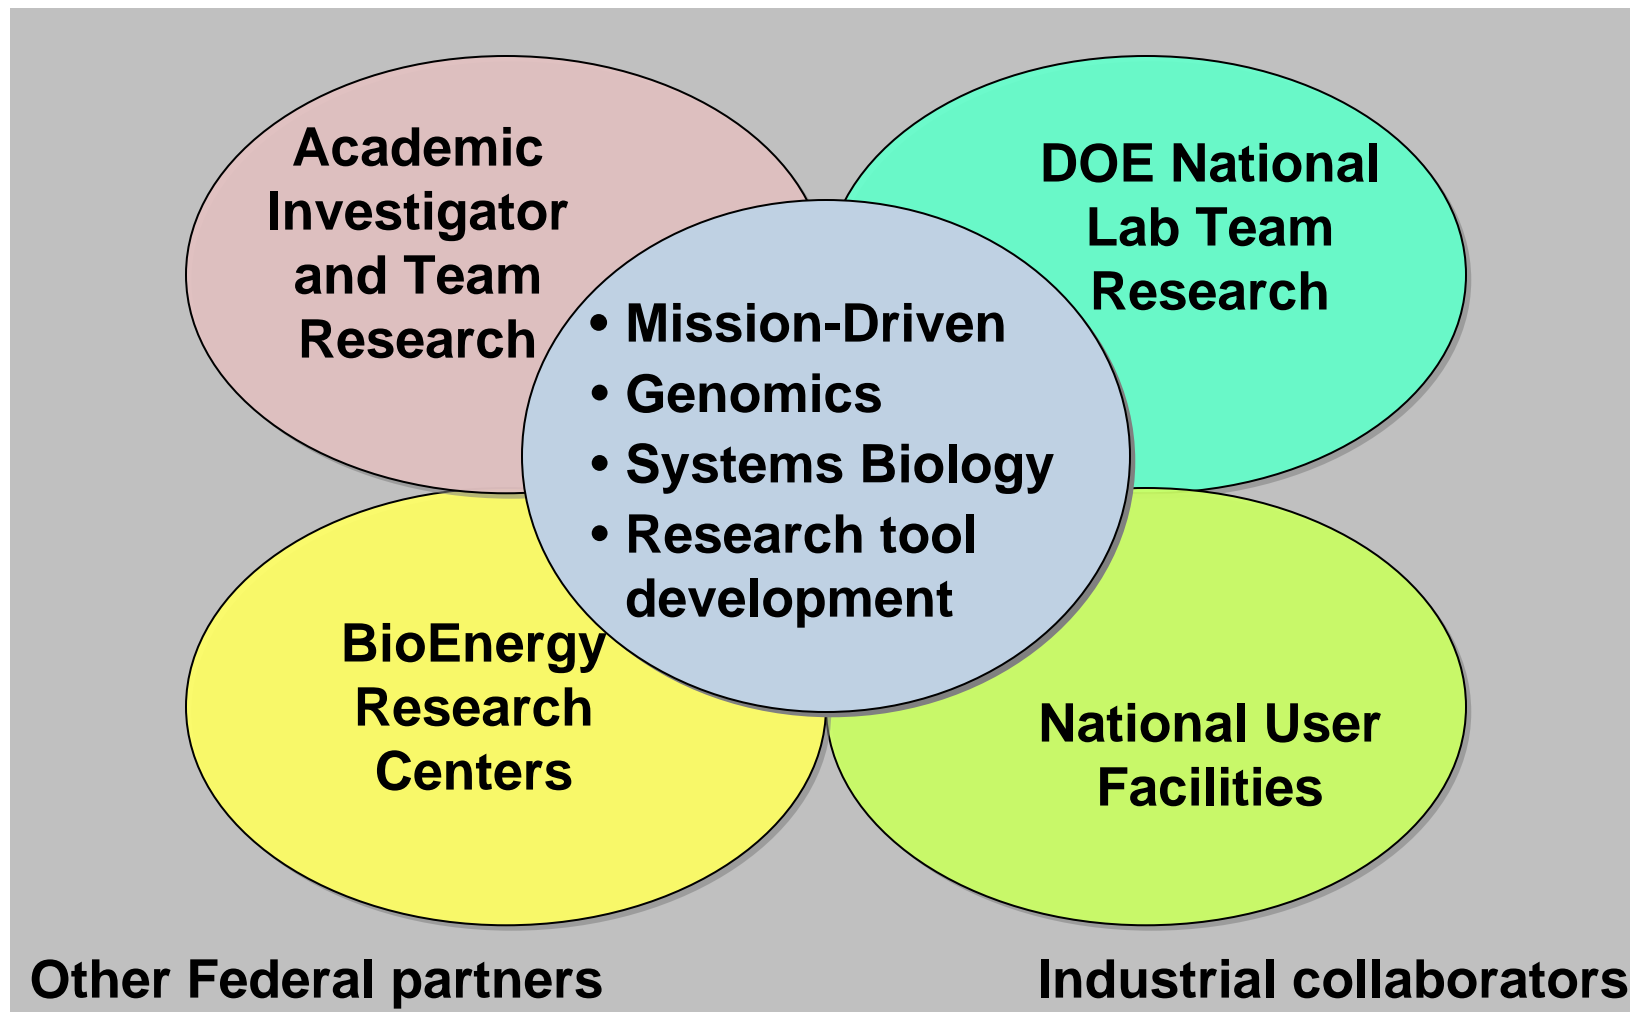 Academic
Investigator
and Team
Research
DOE National
Lab Team
Research
• Mission-Driven
• Genomics
• Systems Biology
• Research tool
development
BioEnergy
Research
Centers
National User
Facilities
Other Federal partners
Industrial collaborators